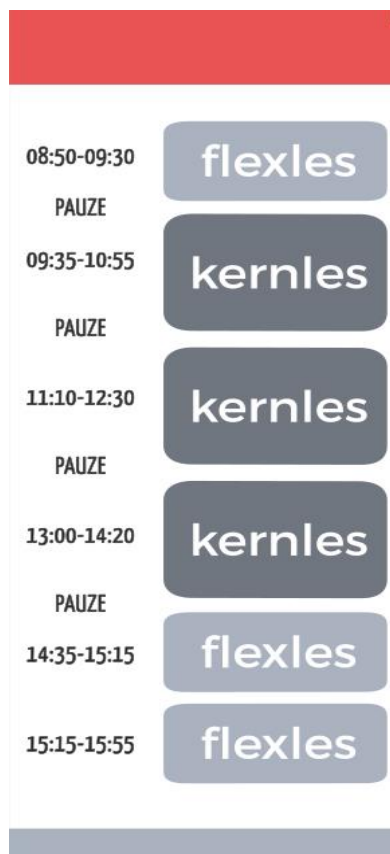 08:50-09:30 flexles
PAUZE
09:35-10:55 kernles
PAUZE
11:10-12:30 kernles
PAUZE
13:00-14:20 kernles
PAUZE
14:35-15:15 flexles
15:15-15:55 flexles